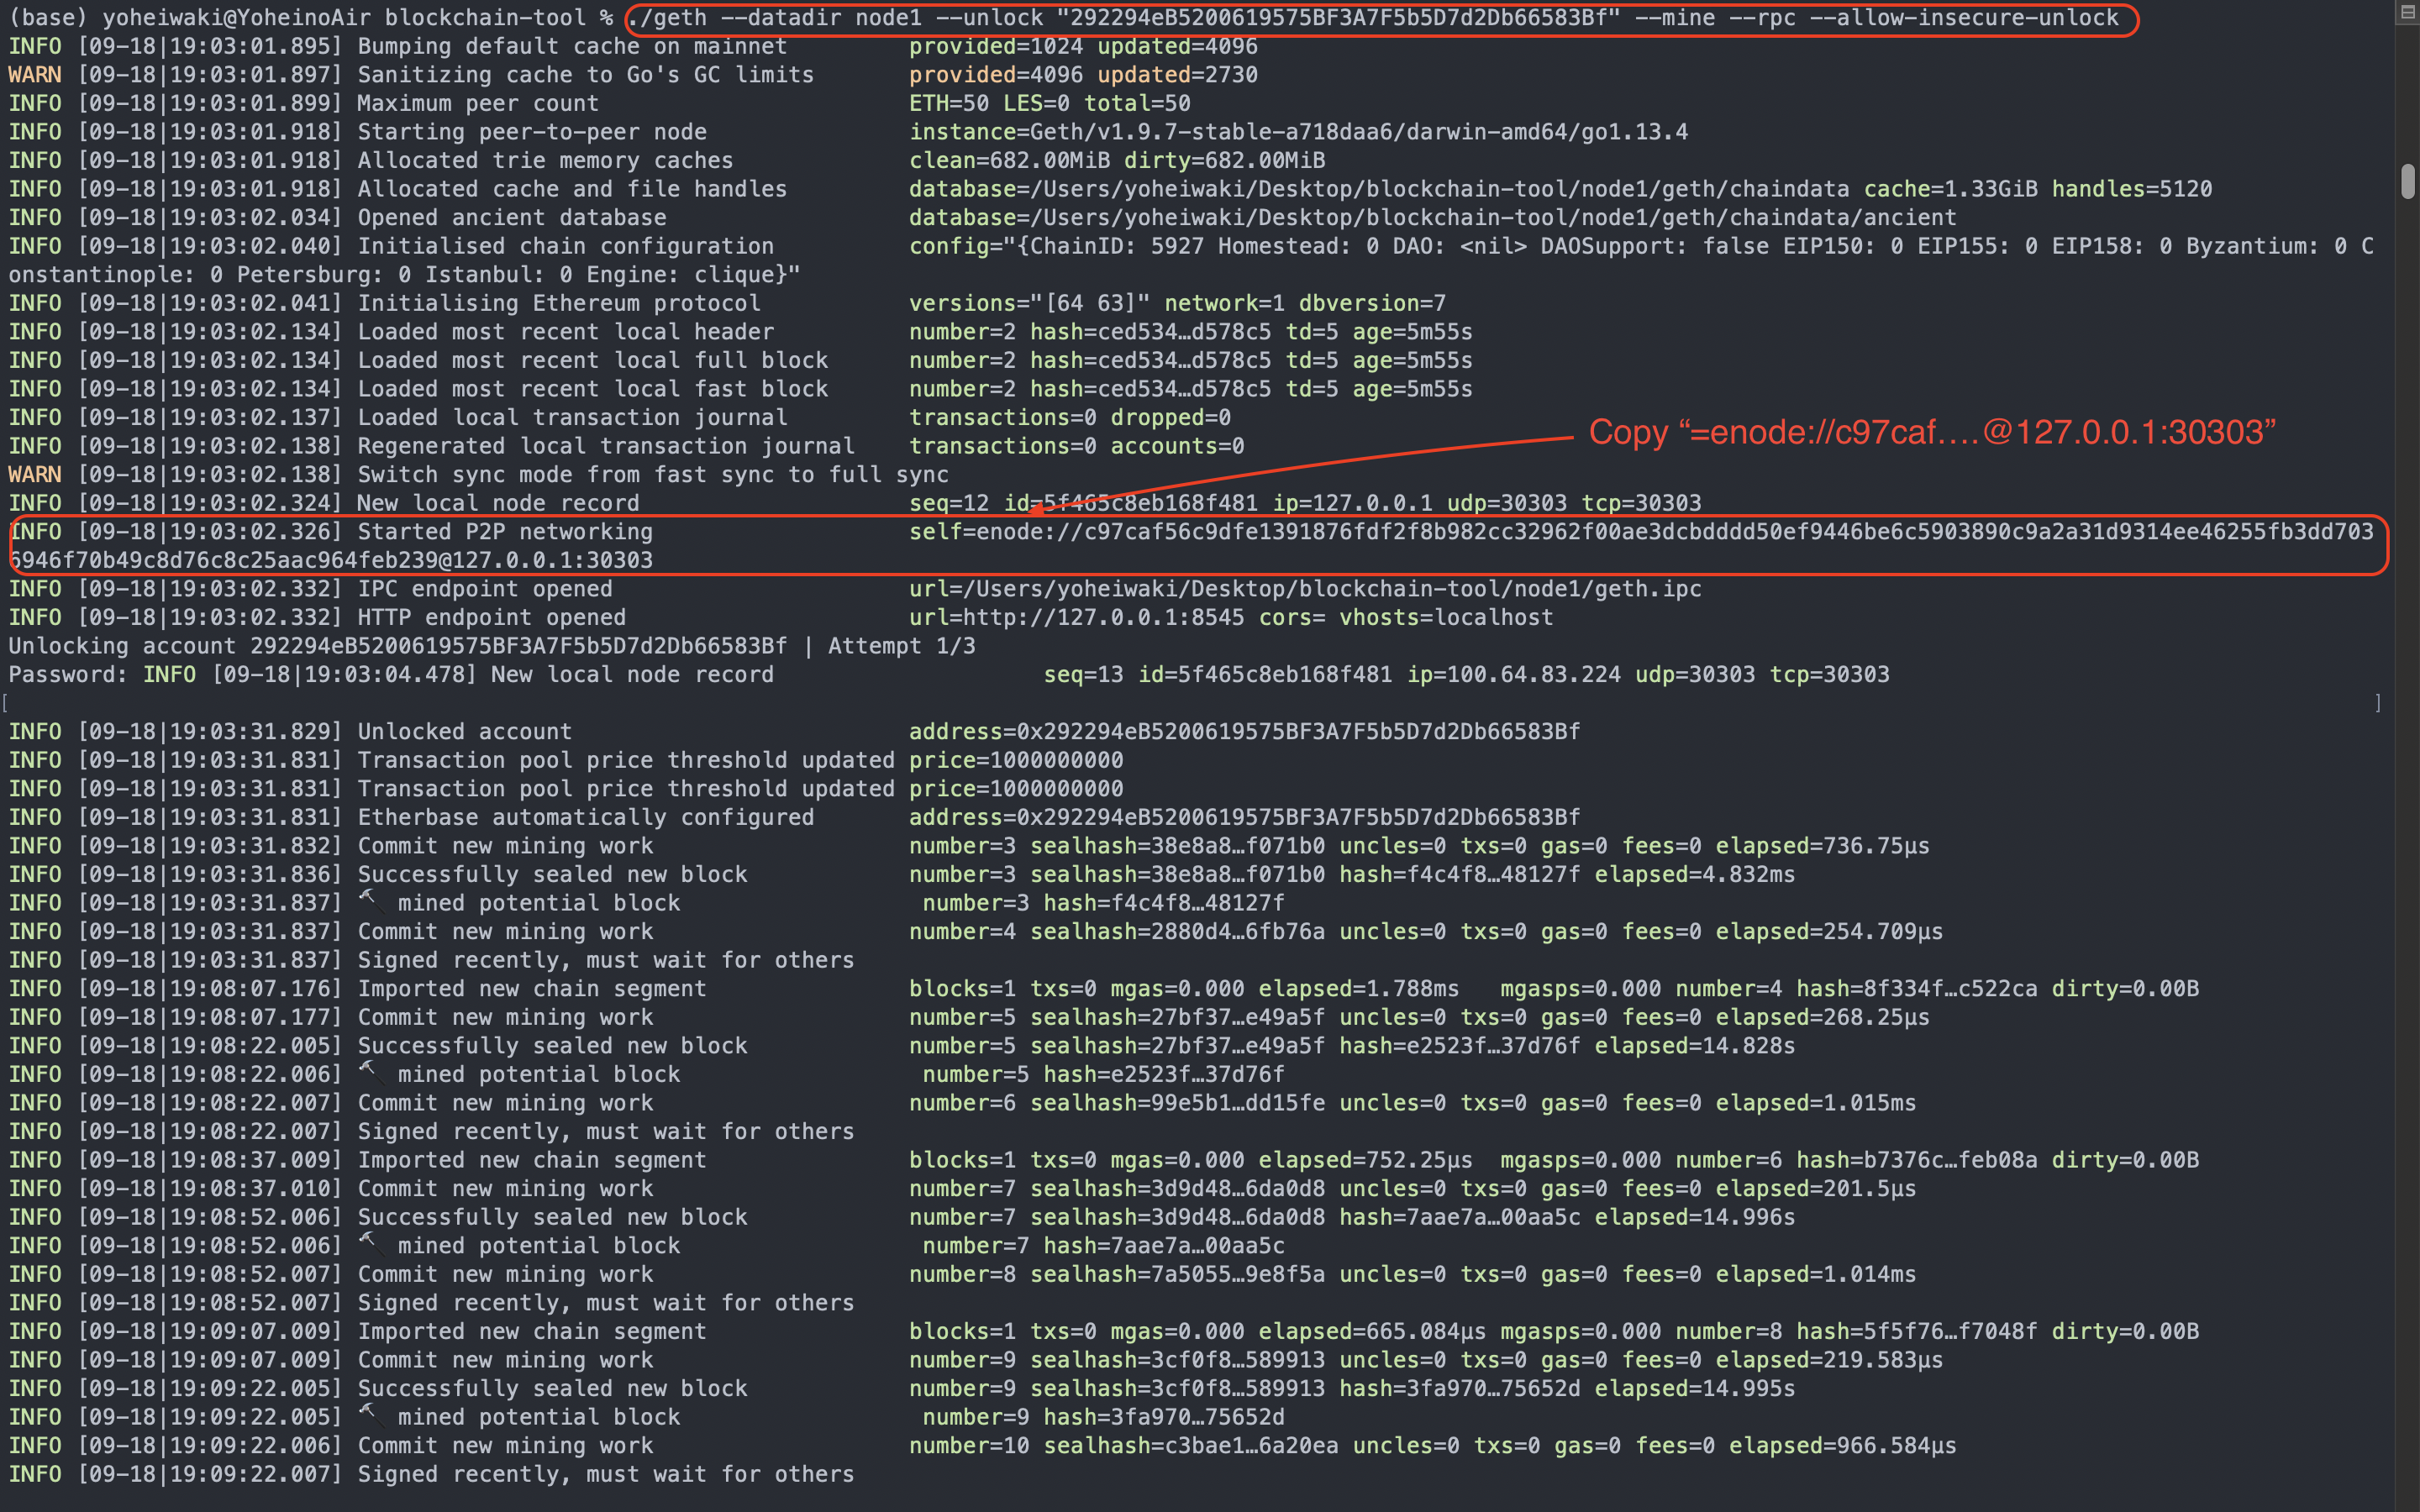 (base) yoheiwaki@YoheinoAir blockchain-tool % ./geth --datadir node1 --unlock "292294eB5200619575BF3A7F5b5D7d2Db66583Bf" --mine --rpc --allow-insecure-unlock
INFO [09-18|19:03:01.895] Bumping default cache on mainnet provided=1024 updated=4096
WARN [09-18|19:03:01.897] Sanitizing cache to Go's GC limits provided=4096 updated=2730
INFO [09-18|19:03:01.899] Maximum peer count ETH=50 LES=0 total=50
INFO [09-18|19:03:01.918] Starting peer-to-peer node instance=Geth/v1.9.7-stable-a718daa6/darwin-amd64/go1.13.4
INFO [09-18|19:03:01.918] Allocated trie memory caches clean=682.00MiB dirty=682.00MiB
INFO [09-18|19:03:01.918] Allocated cache and file handles database=/Users/yoheiwaki/Desktop/blockchain-tool/node1/geth/chaindata cache=1.33GiB handles=5120
INFO [09-18|19:03:02.034] Opened ancient database database=/Users/yoheiwaki/Desktop/blockchain-tool/node1/geth/chaindata/ancient
INFO [09-18|19:03:02.040] Initialised chain configuration config="{ChainID: 5927 Homestead: 0 DAO: <nil> DAOSupport: false EIP150: 0 EIP155: 0 EIP158: 0 Byzantium: 0 C
onstantinople: 0 Petersburg: 0 Istanbul: 0 Engine: clique}"
INFO [09-18|19:03:02.041] Initialising Ethereum protocol versions="[64 63]" network=1 dbversion=7
INFO [09-18|19:03:02.134] Loaded most recent local header number=2 hash=ced534…d578c5 td=5 age=5m55s
INFO [09-18|19:03:02.134] Loaded most recent local full block number=2 hash=ced534…d578c5 td=5 age=5m55s
INFO [09-18|19:03:02.134] Loaded most recent local fast block number=2 hash=ced534…d578c5 td=5 age=5m55s
INFO [09-18|19:03:02.137] Loaded local transaction journal transactions=0 dropped=0
Copy “=enode://c97caf….@127.0.0.1:30303”
INFO [09-18|19:03:02.138] Regenerated local transaction journal transactions=0 accounts=0
WARN [09-18|19:03:02.138] Switch sync mode from fast sync to full sync
INFO [09-18|19:03:02.324] New local node record seq=12 id=5f465c8eb168f481 ip=127.0.0.1 udp=30303 tcp=30303
INFO [09-18|19:03:02.326] Started P2P networking self=enode://c97caf56c9dfe1391876fdf2f8b982cc32962f00ae3dcbdddd50ef9446be6c5903890c9a2a31d9314ee46255fb3dd703
6946f70b49c8d76c8c25aac964feb239@127.0.0.1:30303
INFO [09-18|19:03:02.332] IPC endpoint opened url=/Users/yoheiwaki/Desktop/blockchain-tool/node1/geth.ipc
INFO [09-18|19:03:02.332] HTTP endpoint opened url=http://127.0.0.1:8545 cors= vhosts=localhost
Unlocking account 292294eB5200619575BF3A7F5b5D7d2Db66583Bf | Attempt 1/3
Password: INFO [09-18|19:03:04.478] New local node record seq=13 id=5f465c8eb168f481 ip=100.64.83.224 udp=30303 tcp=30303
[ ]
INFO [09-18|19:03:31.829] Unlocked account address=0x292294eB5200619575BF3A7F5b5D7d2Db66583Bf
INFO [09-18|19:03:31.831] Transaction pool price threshold updated price=1000000000
INFO [09-18|19:03:31.831] Transaction pool price threshold updated price=1000000000
INFO [09-18|19:03:31.831] Etherbase automatically configured address=0x292294eB5200619575BF3A7F5b5D7d2Db66583Bf
INFO [09-18|19:03:31.832] Commit new mining work number=3 sealhash=38e8a8…f071b0 uncles=0 txs=0 gas=0 fees=0 elapsed=736.75µs
INFO [09-18|19:03:31.836] Successfully sealed new block number=3 sealhash=38e8a8…f071b0 hash=f4c4f8…48127f elapsed=4.832ms
INFO [09-18|19:03:31.837] 🔨 mined potential block number=3 hash=f4c4f8…48127f
INFO [09-18|19:03:31.837] Commit new mining work number=4 sealhash=2880d4…6fb76a uncles=0 txs=0 gas=0 fees=0 elapsed=254.709µs
INFO [09-18|19:03:31.837] Signed recently, must wait for others
INFO [09-18|19:08:07.176] Imported new chain segment blocks=1 txs=0 mgas=0.000 elapsed=1.788ms mgasps=0.000 number=4 hash=8f334f…c522ca dirty=0.00B
INFO [09-18|19:08:07.177] Commit new mining work number=5 sealhash=27bf37…e49a5f uncles=0 txs=0 gas=0 fees=0 elapsed=268.25µs
INFO [09-18|19:08:22.005] Successfully sealed new block number=5 sealhash=27bf37…e49a5f hash=e2523f…37d76f elapsed=14.828s
INFO [09-18|19:08:22.006] 🔨 mined potential block number=5 hash=e2523f…37d76f
INFO [09-18|19:08:22.007] Commit new mining work number=6 sealhash=99e5b1…dd15fe uncles=0 txs=0 gas=0 fees=0 elapsed=1.015ms
INFO [09-18|19:08:22.007] Signed recently, must wait for others
INFO [09-18|19:08:37.009] Imported new chain segment blocks=1 txs=0 mgas=0.000 elapsed=752.25µs mgasps=0.000 number=6 hash=b7376c…feb08a dirty=0.00B
INFO [09-18|19:08:37.010] Commit new mining work number=7 sealhash=3d9d48…6da0d8 uncles=0 txs=0 gas=0 fees=0 elapsed=201.5µs
INFO [09-18|19:08:52.006] Successfully sealed new block number=7 sealhash=3d9d48…6da0d8 hash=7aae7a…00aa5c elapsed=14.996s
INFO [09-18|19:08:52.006] 🔨 mined potential block number=7 hash=7aae7a…00aa5c
INFO [09-18|19:08:52.007] Commit new mining work number=8 sealhash=7a5055…9e8f5a uncles=0 txs=0 gas=0 fees=0 elapsed=1.014ms
INFO [09-18|19:08:52.007] Signed recently, must wait for others
INFO [09-18|19:09:07.009] Imported new chain segment blocks=1 txs=0 mgas=0.000 elapsed=665.084µs mgasps=0.000 number=8 hash=5f5f76…f7048f dirty=0.00B
INFO [09-18|19:09:07.009] Commit new mining work number=9 sealhash=3cf0f8…589913 uncles=0 txs=0 gas=0 fees=0 elapsed=219.583µs
INFO [09-18|19:09:22.005] Successfully sealed new block number=9 sealhash=3cf0f8…589913 hash=3fa970…75652d elapsed=14.995s
INFO [09-18|19:09:22.005] 🔨 mined potential block number=9 hash=3fa970…75652d
INFO [09-18|19:09:22.006] Commit new mining work number=10 sealhash=c3bae1…6a20ea uncles=0 txs=0 gas=0 fees=0 elapsed=966.584µs
INFO [09-18|19:09:22.007] Signed recently, must wait for others